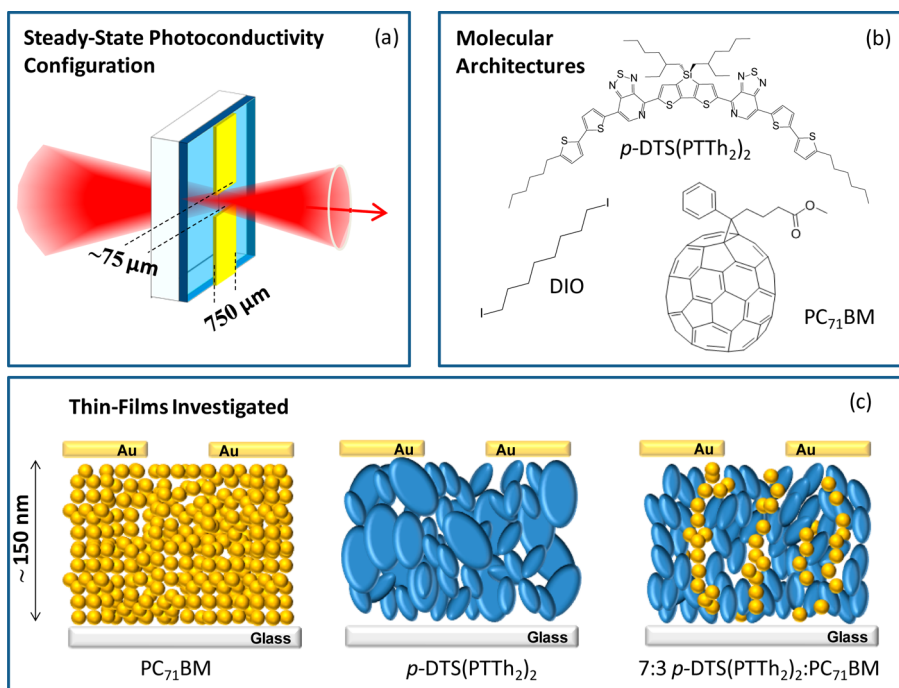 Steady-State Photoconductivity
Configuration
(a)
~75 μm
750 μm
Molecular
Architectures
(b)
N S N
Si
N S N
N
S
S
N
S
S
S
S
p-DTS(PTTh₂)₂
I
I
DIO
O
O
PC₇₁BM
Thin-Films Investigated
(c)
Au
Au
Au
Au
Au
Au
~ 150 nm
Glass
Glass
Glass
PC₇₁BM
p-DTS(PTTh₂)₂
7:3 p-DTS(PTTh₂)₂:PC₇₁BM